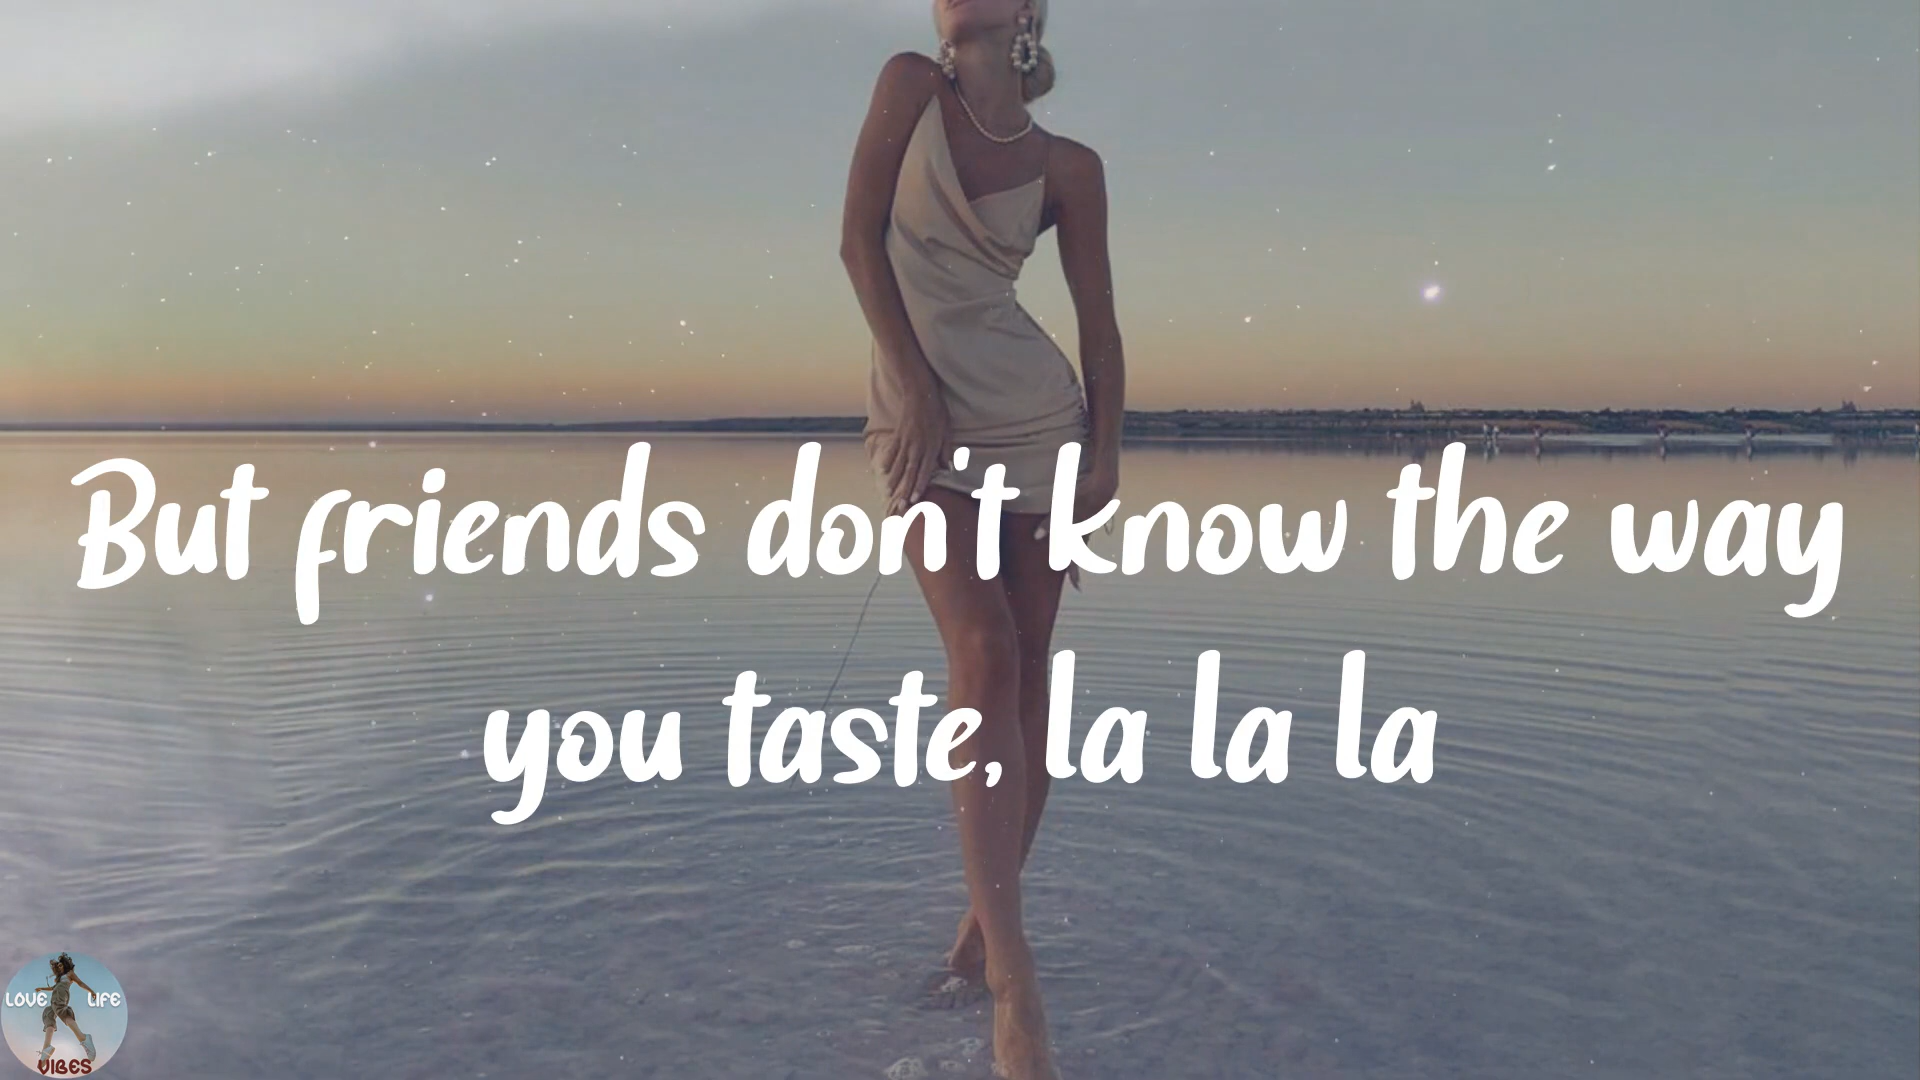 But friends don't know the way
you taste, la la la
LOVE LIFE
VIBES